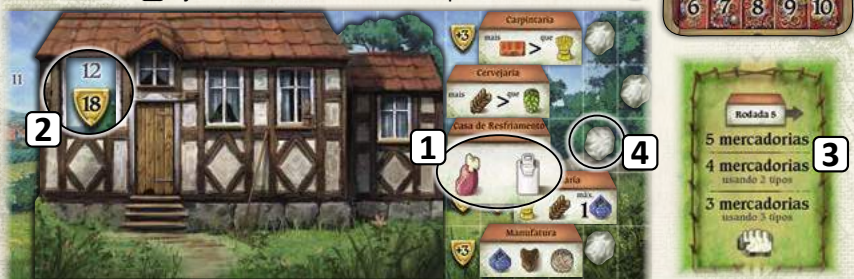 6 7 8 9 10
+3
Carpintaria
mais
que
11
12
18
2
Cervejaria
mais
que
Casa de Resfriamento
1
4
Rodada 5
5 mercadorias
3
4 mercadorias
usando 2 tipos
3 mercadorias
usando 3 tipos
aria
máx.
1
+3
Manufatura